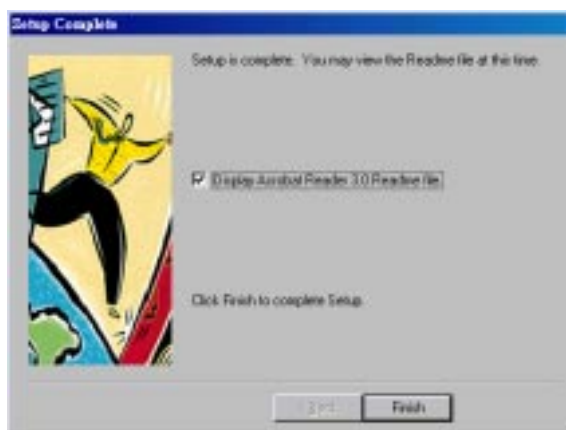 Setup Complete
Setup is complete. You may view the Readme file at this time.
Display Acrobat Reader 3.0 Readme file.
Click Finish to complete Setup.
Finish